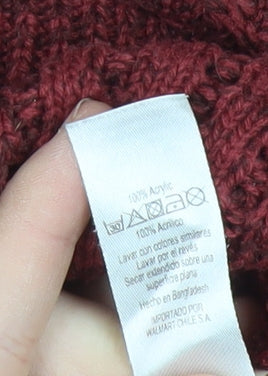 100% Acrylic
30
100% Acrílico
Lavar con colores similares
Lavar por el revés
Secar extendido sobre una
superficie plana
Hecho en Bangladesh
IMPORTADO POR
WALMART CHILE S.A.